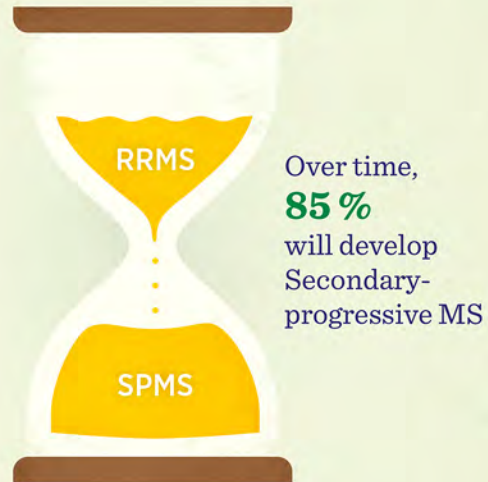 RRMS
Over time,
85 %
will develop
Secondary-
progressive MS
SPMS